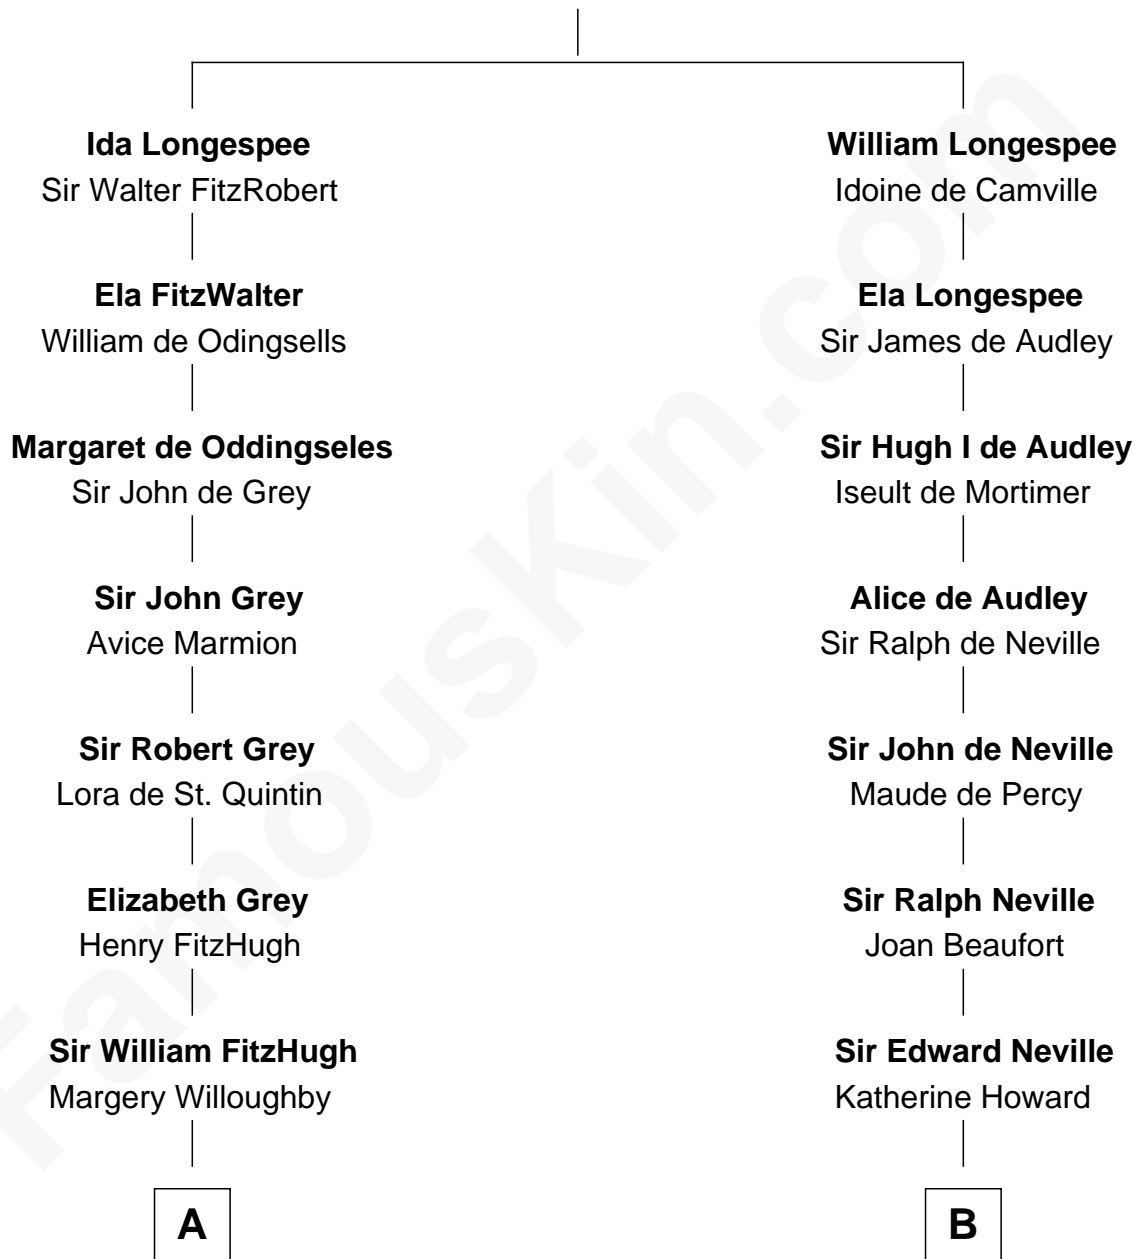 Ida Longespee
Sir Walter FitzRobert
Ela FitzWalter
William de Odingsells
Margaret de Oddingseles
Sir John de Grey
Sir John Grey
Avice Marmion
Sir Robert Grey
Lora de St. Quintin
Elizabeth Grey
Henry FitzHugh
Sir William FitzHugh
Margery Willoughby
A
William Longespee
Idoine de Camville
Ela Longespee
Sir James de Audley
Sir Hugh I de Audley
Iseult de Mortimer
Alice de Audley
Sir Ralph de Neville
Sir John de Neville
Maude de Percy
Sir Ralph Neville
Joan Beaufort
Sir Edward Neville
Katherine Howard
B
FamousKin.com